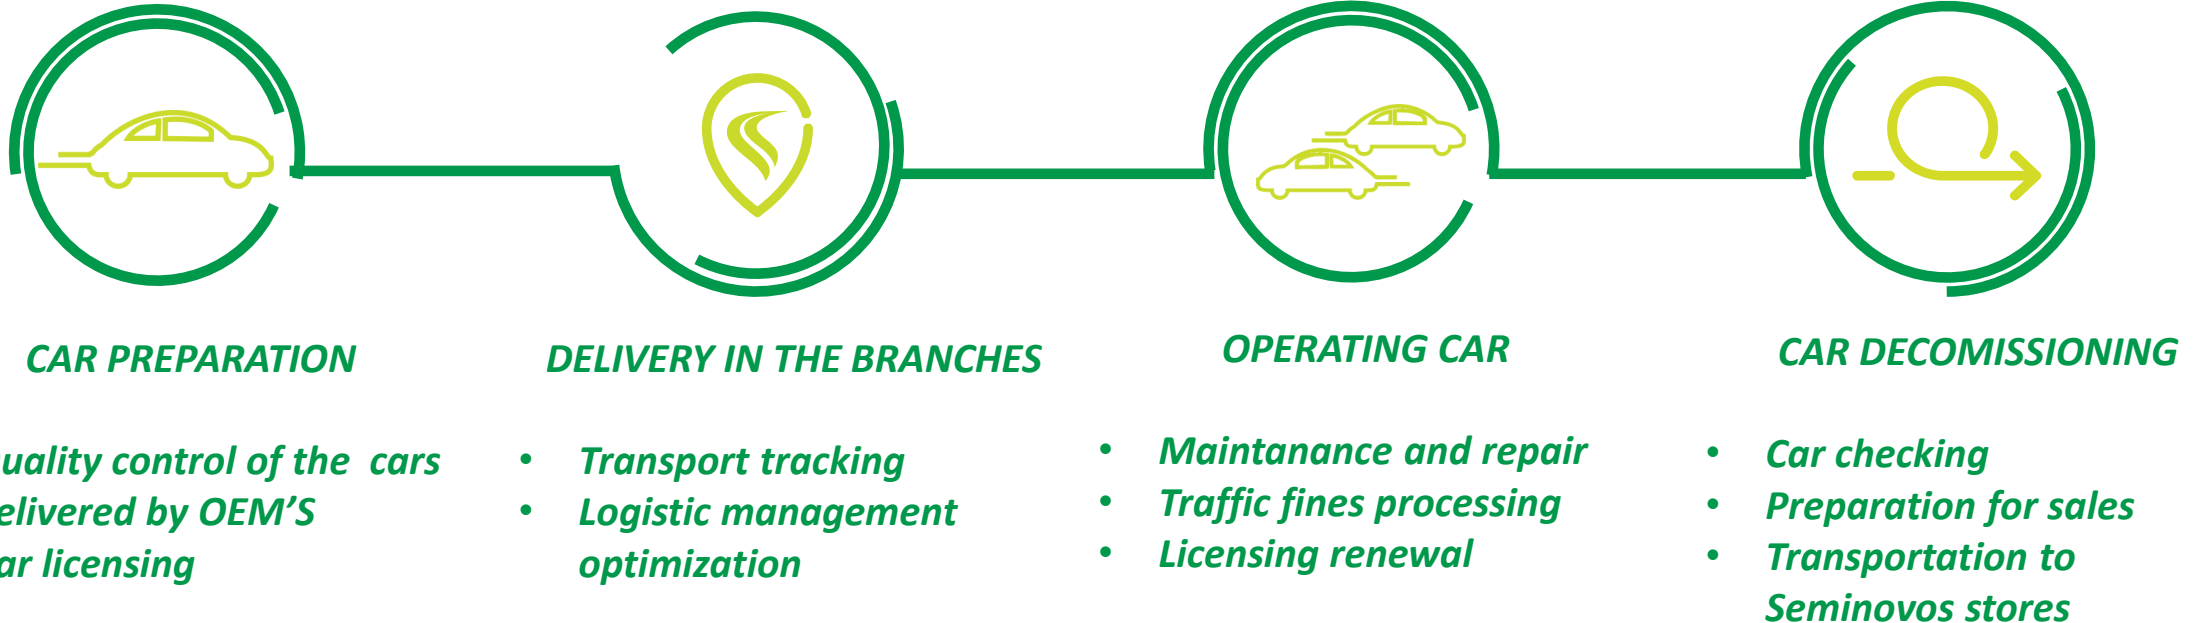 CAR PREPARATION
uality control of the cars
elivered by OEM'S
ar licensing
DELIVERY IN THE BRANCHES
• Transport tracking
• Logistic management
optimization
OPERATING CAR
• Maintanance and repair
• Traffic fines processing
• Licensing renewal
CAR DECOMISSIONING
• Car checking
• Preparation for sales
• Transportation to
Seminovos stores